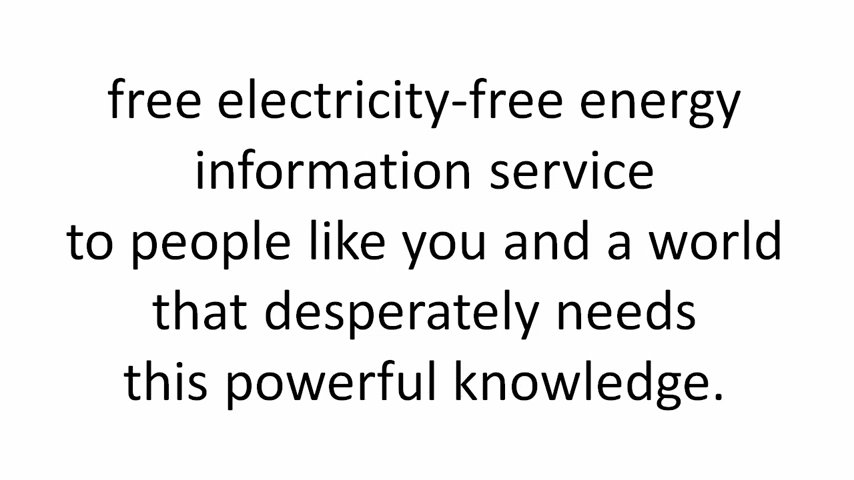 free electricity-free energy
information service
to people like you and a world
that desperately needs
this powerful knowledge.